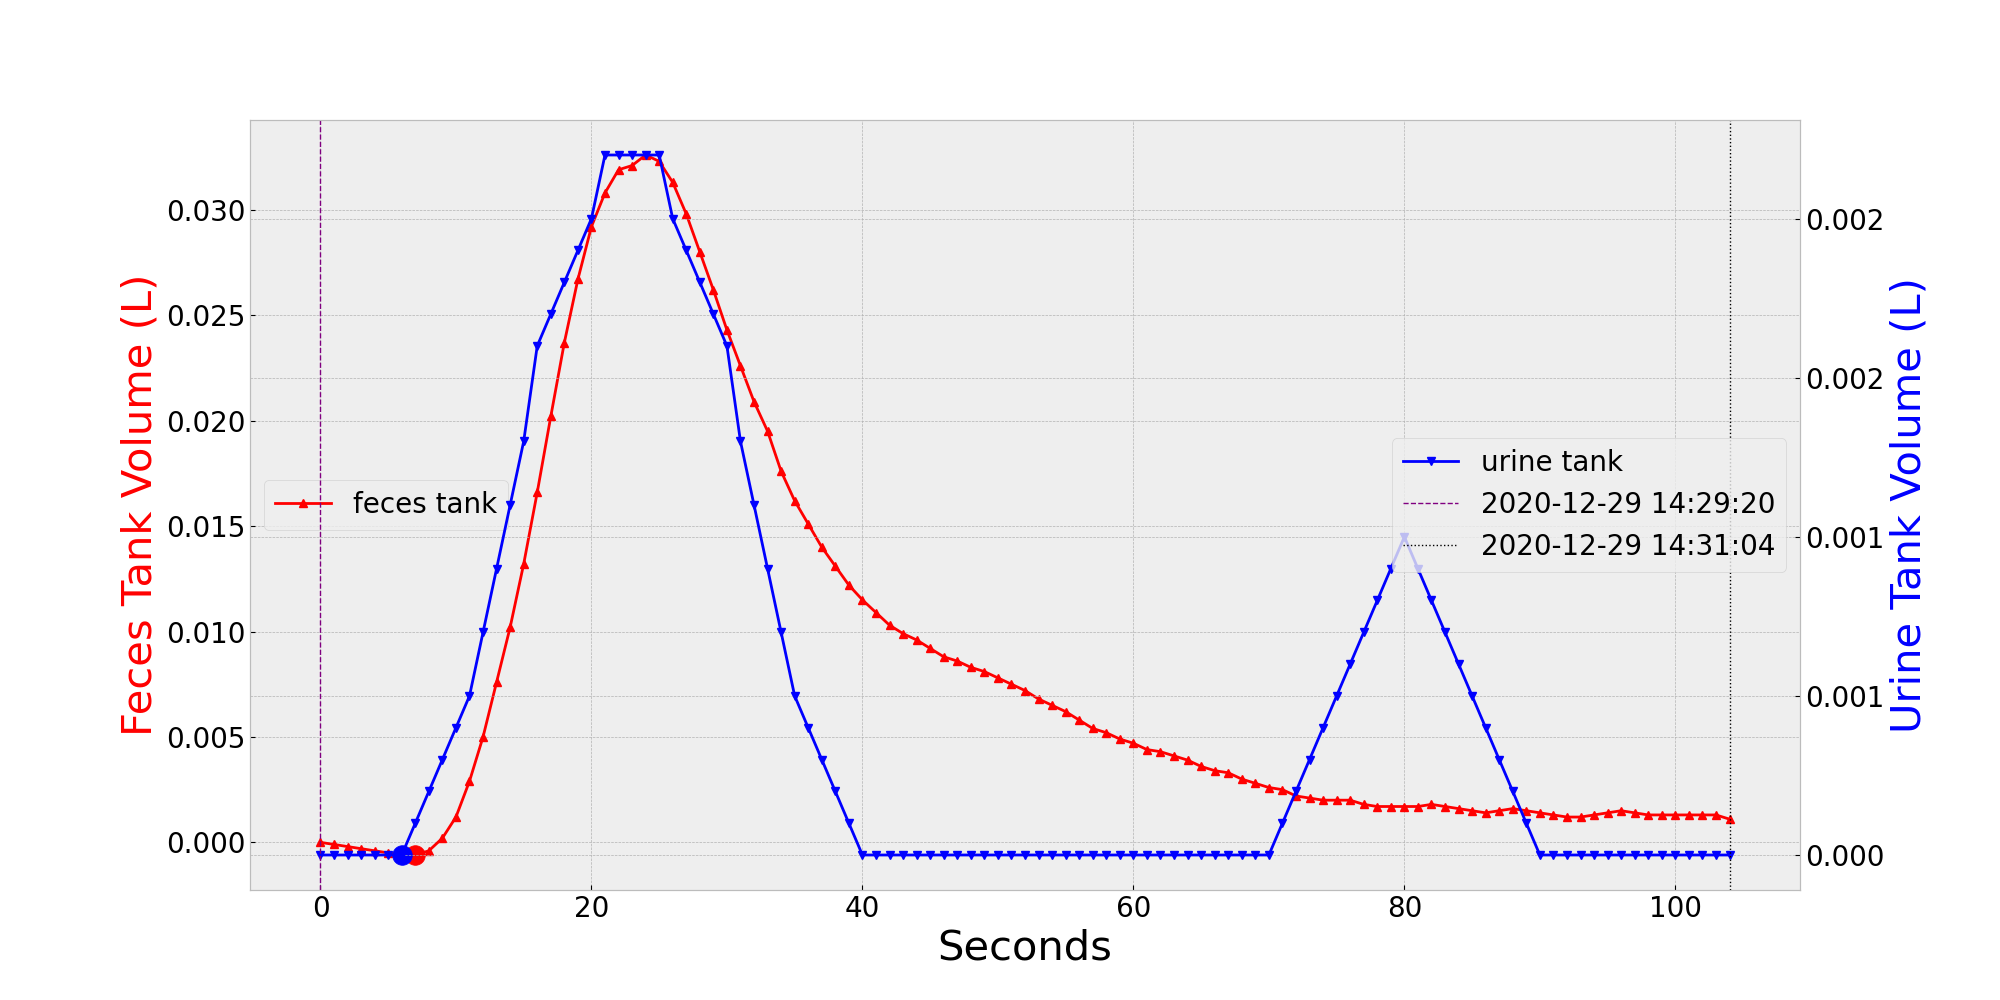 Feces Tank Volume (L)
0.030
0.025
0.020
0.015
0.010
0.005
0.000
feces tank
urine tank
2020-12-29 14:29:20
2020-12-29 14:31:04
0.002
0.002
0.001
0.001
0.000
Urine Tank Volume (L)
0 20 40 60 80 100
Seconds